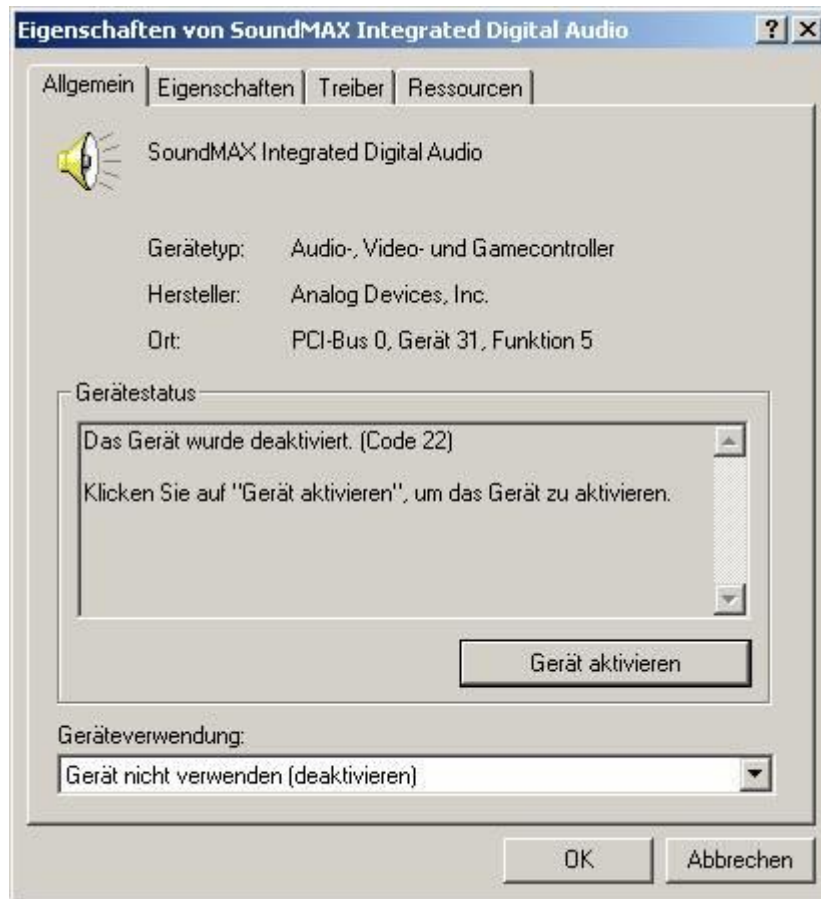 Eigenschaften von SoundMAX Integrated Digital Audio
Allgemein Eigenschaften Treiber Ressourcen
SoundMAX Integrated Digital Audio
Gerätetyp: Audio-, Video- und Gamecontroller
Hersteller: Analog Devices, Inc.
Ort: PCI-Bus 0, Gerät 31, Funktion 5
Gerätestatus
Das Gerät wurde deaktiviert. (Code 22)
Klicken Sie auf "Gerät aktivieren", um das Gerät zu aktivieren.
Gerät aktivieren
Geräteverwendung:
Gerät nicht verwenden (deaktivieren)
OK Abbrechen